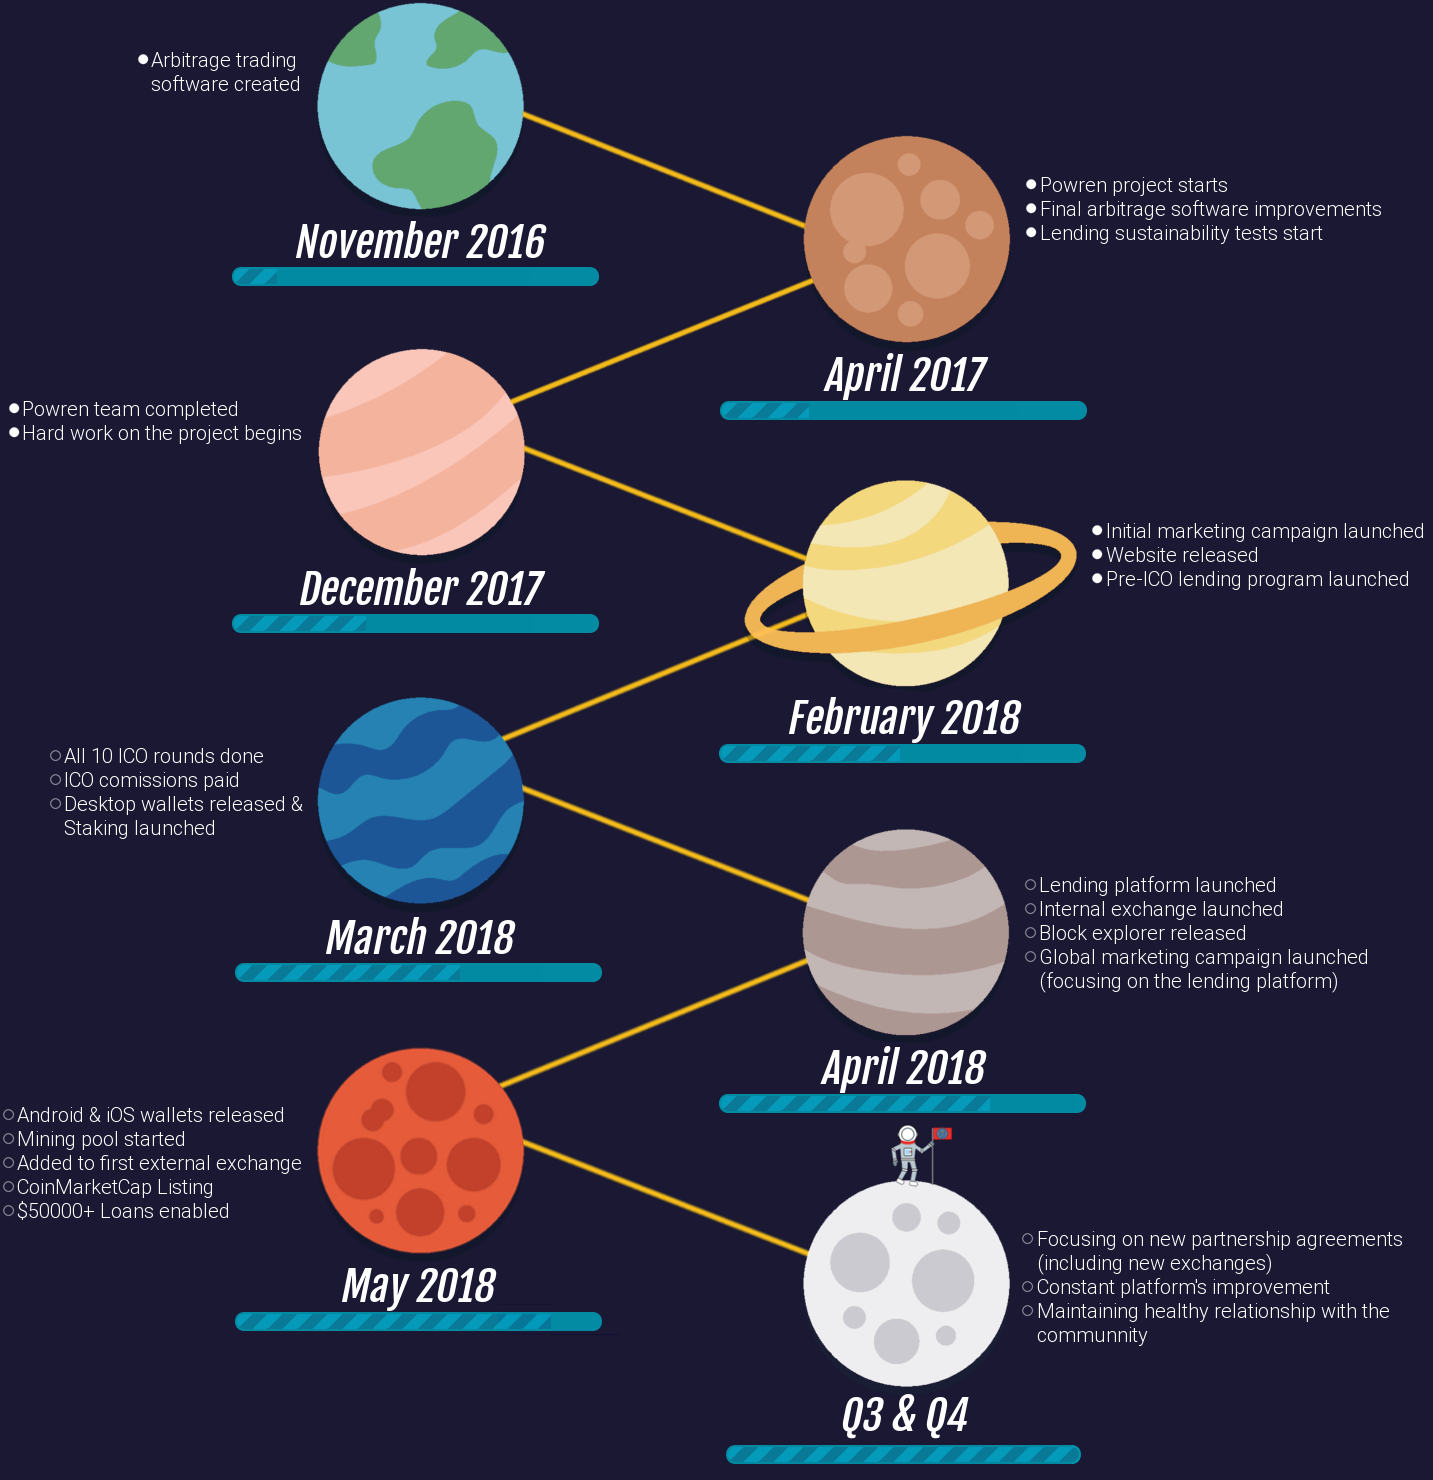 Arbitrage trading
software created
November 2016
Powren project starts
Final arbitrage software improvements
Lending sustainability tests start
April 2017
Powren team completed
Hard work on the project begins
December 2017
Initial marketing campaign launched
Website released
Pre-ICO lending program launched
February 2018
All 10 ICO rounds done
ICO comissions paid
Desktop wallets released &
Staking launched
March 2018
Lending platform launched
Internal exchange launched
Block explorer released
Global marketing campaign launched
(focusing on the lending platform)
April 2018
Android & iOS wallets released
Mining pool started
Added to first external exchange
CoinMarketCap Listing
$50000+ Loans enabled
May 2018
Focusing on new partnership agreements
(including new exchanges)
Constant platform's improvement
Maintaining healthy relationship with the
communnity
Q3 & Q4